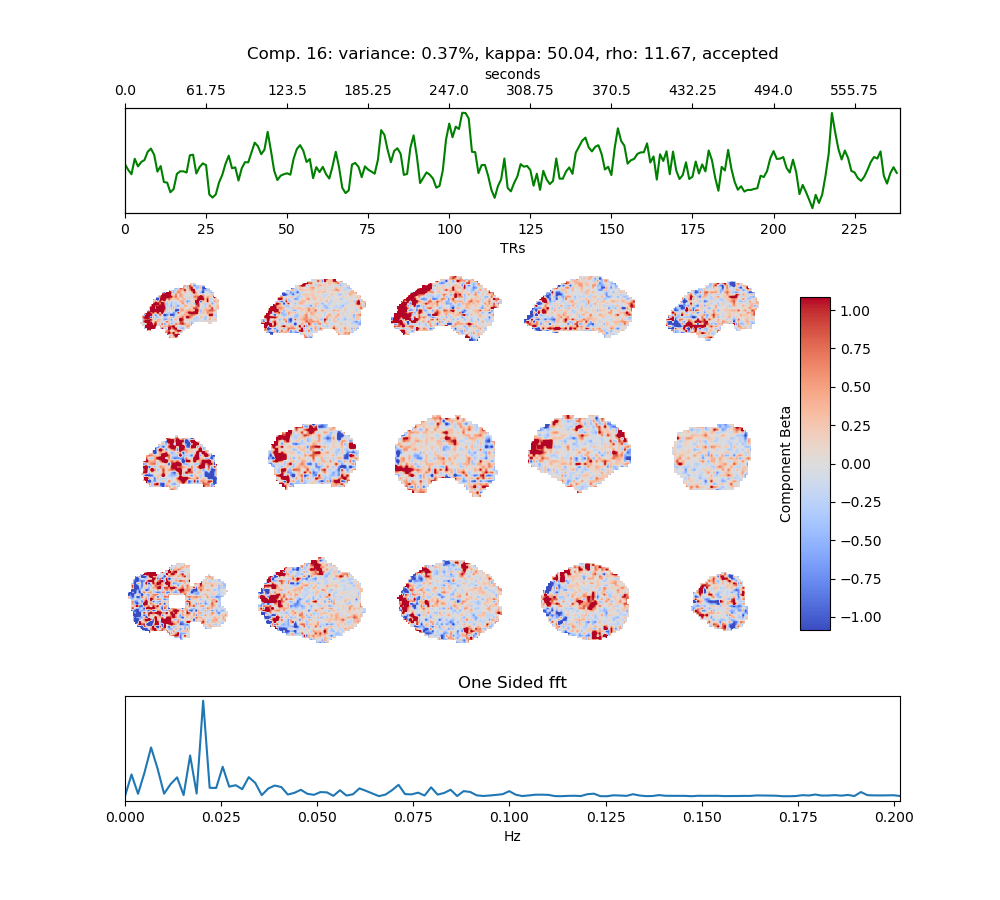 Comp. 16: variance: 0.37%, kappa: 50.04, rho: 11.67, accepted
seconds
0.0 61.75 123.5 185.25 247.0 308.75 370.5 432.25 494.0 555.75
0 25 50 75 100 125 150 175 200 225
TRs
1.00
0.75
0.50
0.25
0.00
−0.25
−0.50
−0.75
−1.00
Component Beta
One Sided fft
0.000 0.025 0.050 0.075 0.100 0.125 0.150 0.175 0.200
Hz